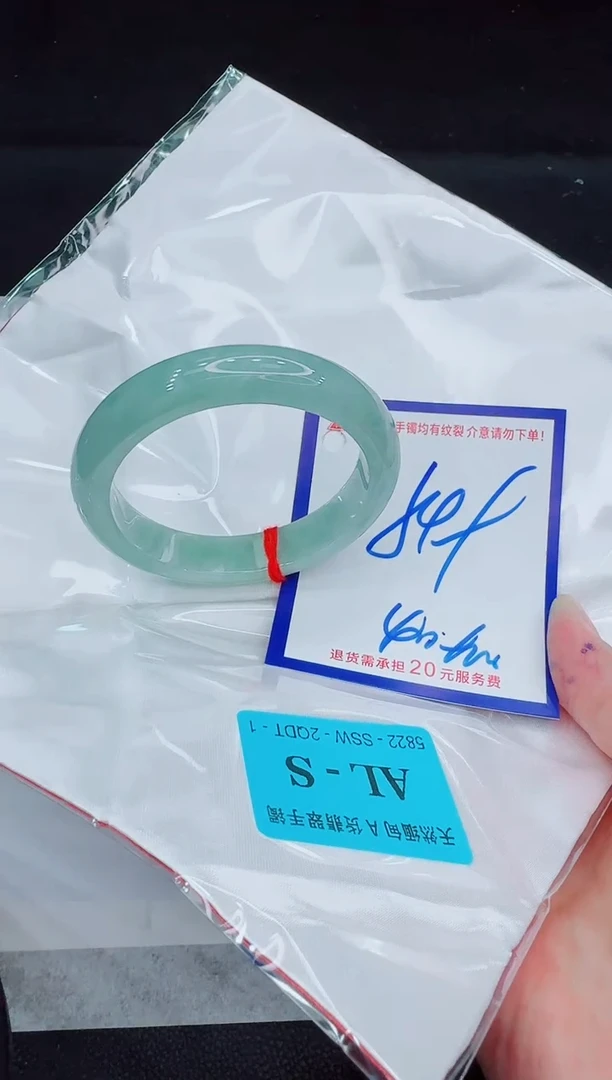 手镯均有纹裂 介意请勿下单!
退货需承担20元服务费
天然缅甸A货翡翠手镯
AL-S
5822-SSW-2QDT-1